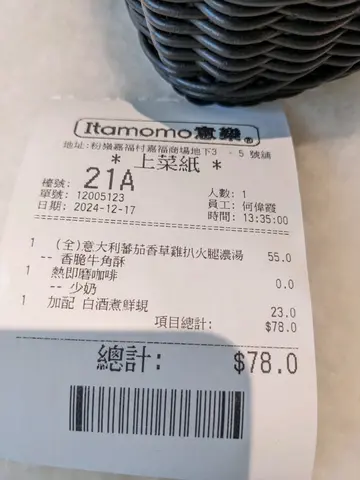 Itamomo意樂®
地址:粉嶺嘉福村嘉福商場地下3 - 5 號舖
* 上菜紙 *
檯號: 21A 人數: 1
單號: 12005123 員工: 何偉霞
日期: 2024-12-17 時間: 13:35:00
1 (全)意大利蕃茄香草雞扒火腿濃湯 55.0
-- 香脆牛角酥
1 熱即磨咖啡 0.0
-- 少奶
1 加配 白酒煮鮮蜆 23.0
項目總計: $78.0
總計: $78.0